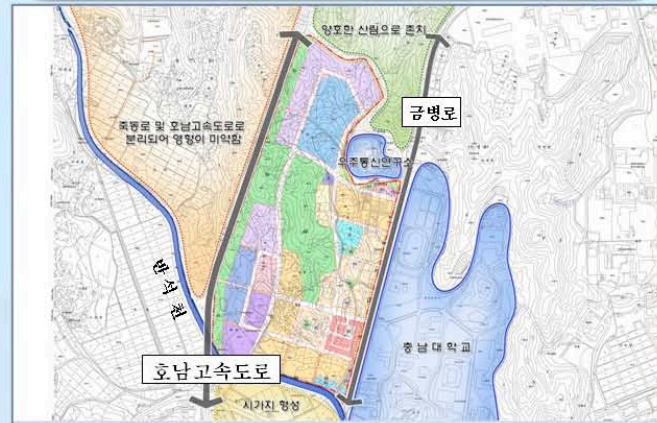 양호한 산림으로 존치
금병로
죽동로 및 호남고속도로로
분리되어 영향이 미약함
우주통신연구소
반석천
충남대학교
호남고속도로
시가지 형성